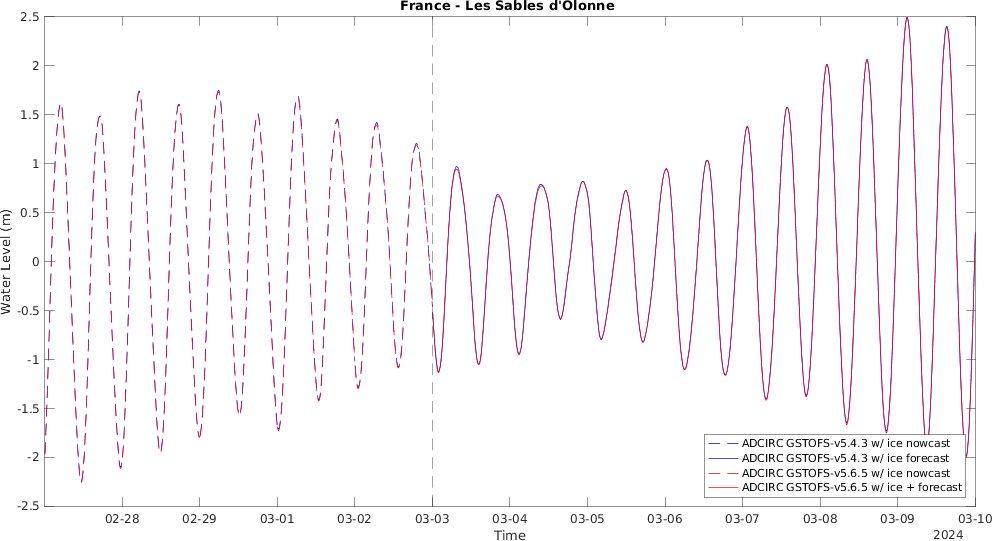 France - Les Sables d'Olonne
2.5
2
1.5
1
0.5
0
-0.5
-1
-1.5
-2
-2.5
Water Level (m)
ADCIRC GSTOFS-v5.4.3 w/ ice nowcast
ADCIRC GSTOFS-v5.4.3 w/ ice forecast
ADCIRC GSTOFS-v5.6.5 w/ ice nowcast
ADCIRC GSTOFS-v5.6.5 w/ ice + forecast
02-28 02-29 03-01 03-02 03-03 03-04 03-05 03-06 03-07 03-08 03-09 03-10
Time
2024